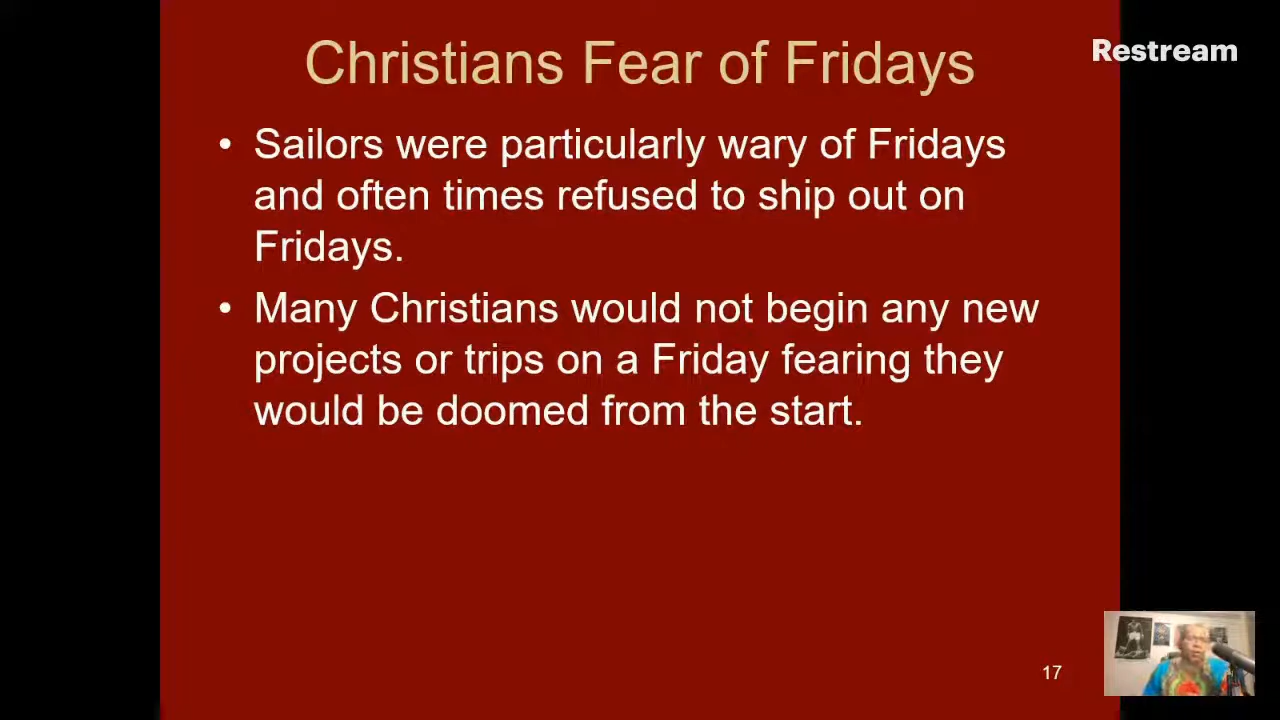 Christians Fear of Fridays
Restream
• Sailors were particularly wary of Fridays
and often times refused to ship out on
Fridays.
• Many Christians would not begin any new
projects or trips on a Friday fearing they
would be doomed from the start.
17